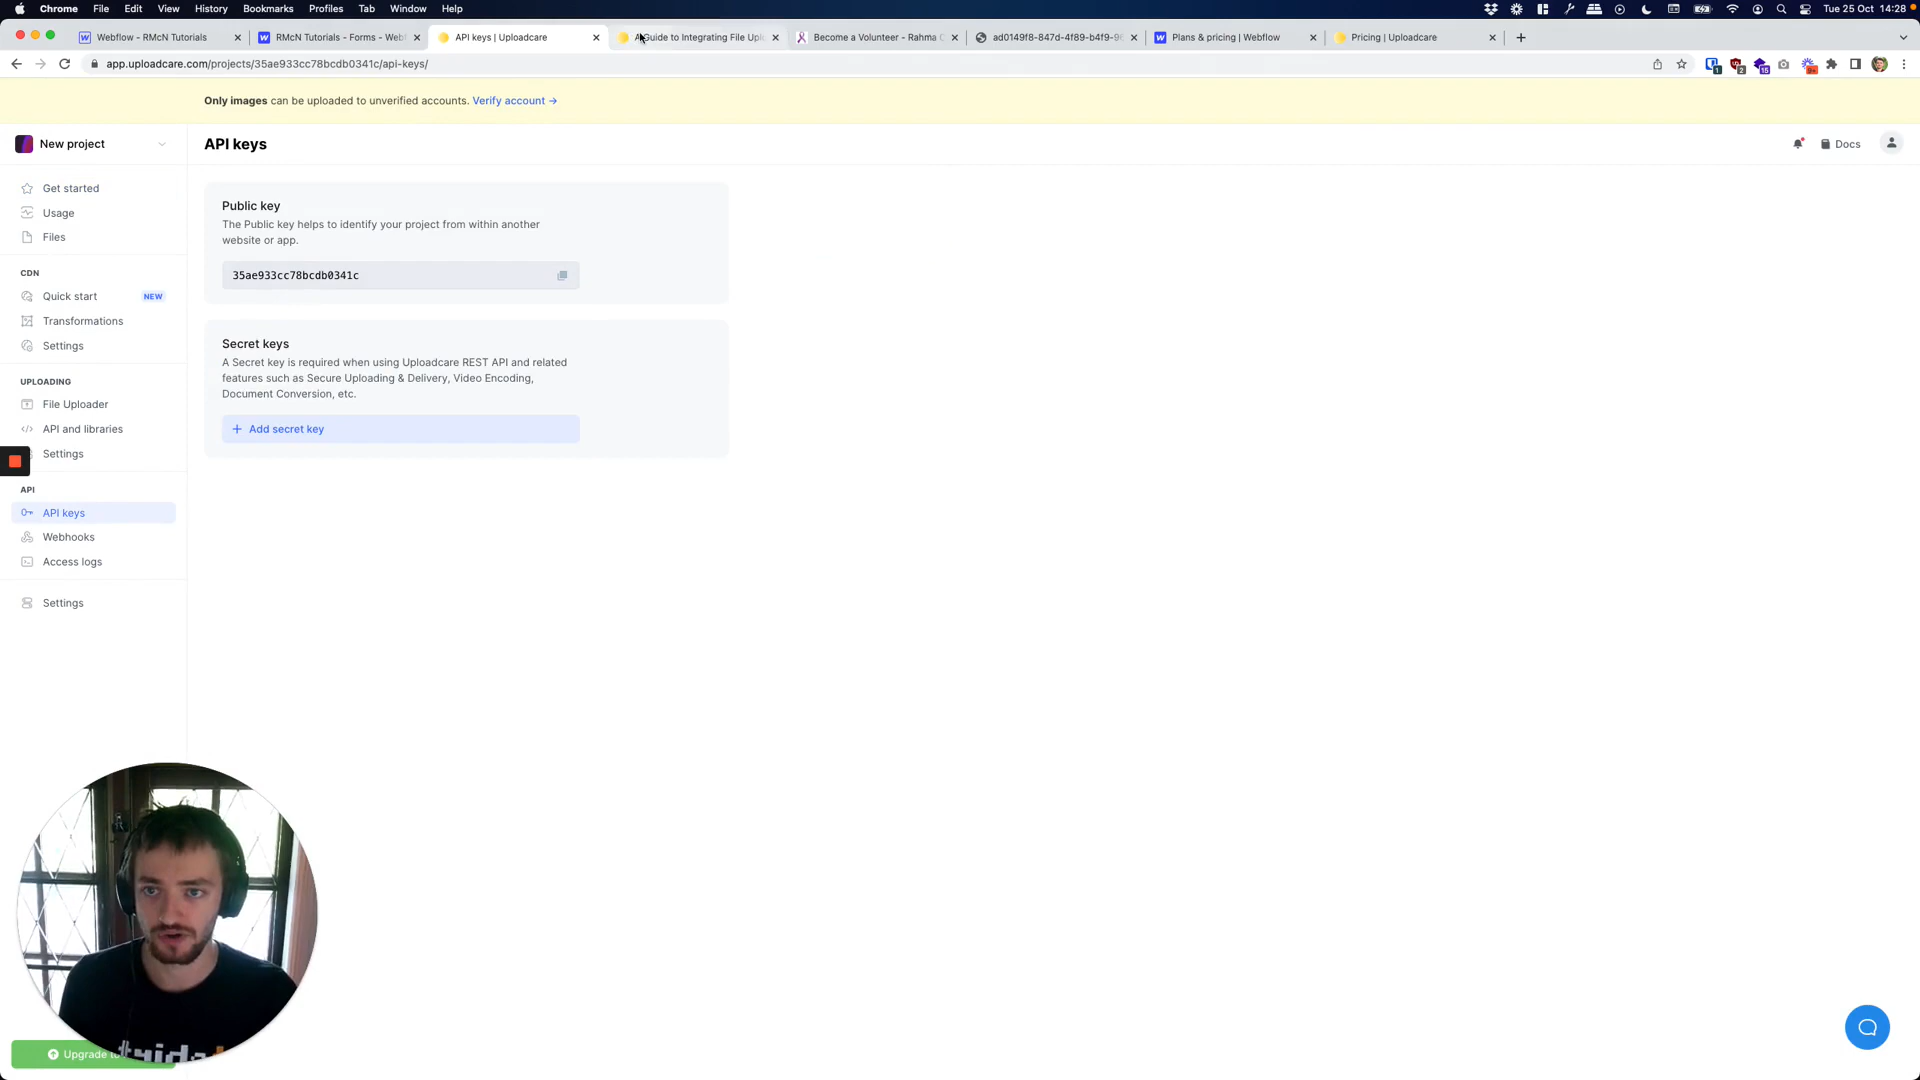 Chrome File Edit View History Bookmarks Profiles Tab Window Help Tue 25 Oct 14:28
Webflow - RMcN Tutorials
RMcN Tutorials - Forms - Webf
API keys | Uploadcare
A Guide to Integrating File Uplo
Become a Volunteer - Rahma C
ad0149f8-847d-4f89-b4f9-96
Plans & pricing | Webflow
Pricing | Uploadcare
app.uploadcare.com/projects/35ae933cc78bcdb0341c/api-keys/
Only images can be uploaded to unverified accounts. Verify account →
New project
API keys
Docs
Get started
Usage
Files
CDN
Quick start NEW
Transformations
Settings
UPLOADING
File Uploader
API and libraries
Settings
API
API keys
Webhooks
Access logs
Settings
Public key
The Public key helps to identify your project from within another
website or app.
35ae933cc78bcdb0341c
Secret keys
A Secret key is required when using Uploadcare REST API and related
features such as Secure Uploading & Delivery, Video Encoding,
Document Conversion, etc.
+ Add secret key
Upgrade